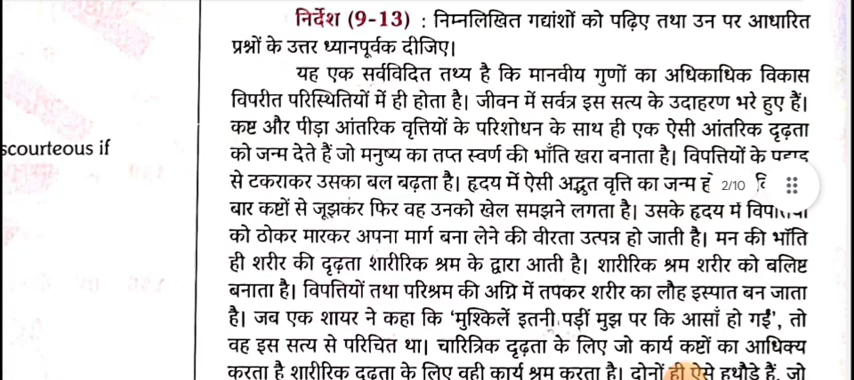 निर्देश (9-13) : निम्नलिखित गद्यांशों को पढ़िए तथा उन पर आधारित
प्रश्नों के उत्तर ध्यानपूर्वक दीजिए।
यह एक सर्वविदित तथ्य है कि मानवीय गुणों का अधिकाधिक विकास
विपरीत परिस्थितियों में ही होता है। जीवन में सर्वत्र इस सत्य के उदाहरण भरे हुए हैं।
कष्ट और पीड़ा आंतरिक वृत्तियों के परिशोधन के साथ ही एक ऐसी आंतरिक दृढ़ता
scourteous if
को जन्म देते हैं जो मनुष्य का तप्त स्वर्ण की भाँति खरा बनाता है। विपत्तियों के
से टकराकर उसका बल बढ़ता है। हृदय में ऐसी अद्भुत वृत्ति का जन्म 2/10
बार कष्टों से जूझकर फिर वह उनको खेल समझने लगता है। उसके हृदय में
को ठोकर मारकर अपना मार्ग बना लेने की वीरता उत्पन्न हो जाती है। मन की भाँति
ही शरीर की दृढ़ता शारीरिक श्रम के द्वारा आती है। शारीरिक श्रम शरीर को बलिष्ट
बनाता है। विपत्तियों तथा परिश्रम की अग्नि में तपकर शरीर का लौह इस्पात बन जाता
है। जब एक शायर ने कहा कि ‘मुश्किलें इतनी पड़ीं मुझ पर कि आसाँ हो गईं’, तो
वह इस सत्य से परिचित था। चारित्रिक दृढ़ता के लिए जो कार्य कष्टों का आधिक्य
करता है शारीरिक दृढ़ता के लिए वही कार्य श्रम करता है। दोनों ही ऐसे हथौड़े हैं, जो